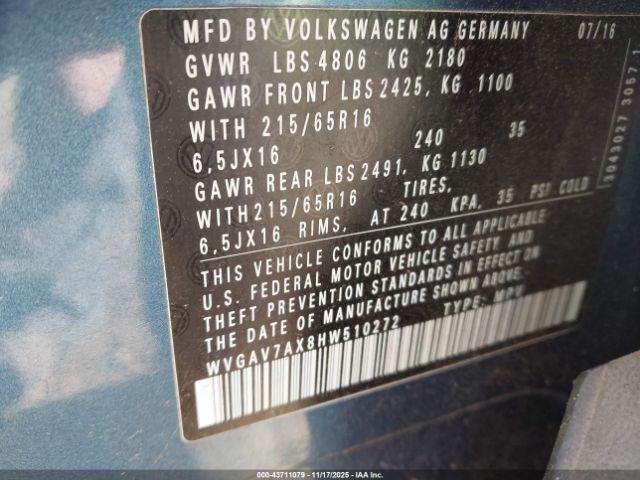 MFD BY VOLKSWAGEN AG GERMANY 07/16
GVWR LBS 4806 KG 2180
GAWR FRONT LBS 2425, KG 1100
WITH 215/65R16
6,5JX16 240 35
GAWR REAR LBS 2491, KG 1130
WITH 215/65R16 TIRES,
6,5JX16 RIMS, AT 240 KPA, 35 PSI COLD
THIS VEHICLE CONFORMS TO ALL APPLICABLE
U.S. FEDERAL MOTOR VEHICLE SAFETY, AND
THEFT PREVENTION STANDARDS IN EFFECT ON
THE DATE OF MANUFACTURE SHOWN ABOVE.
WVGAV7AX8HW510272 TYPE: MPV
3043027 3057 1
000-43711079 - 11/17/2025 - IAA Inc.